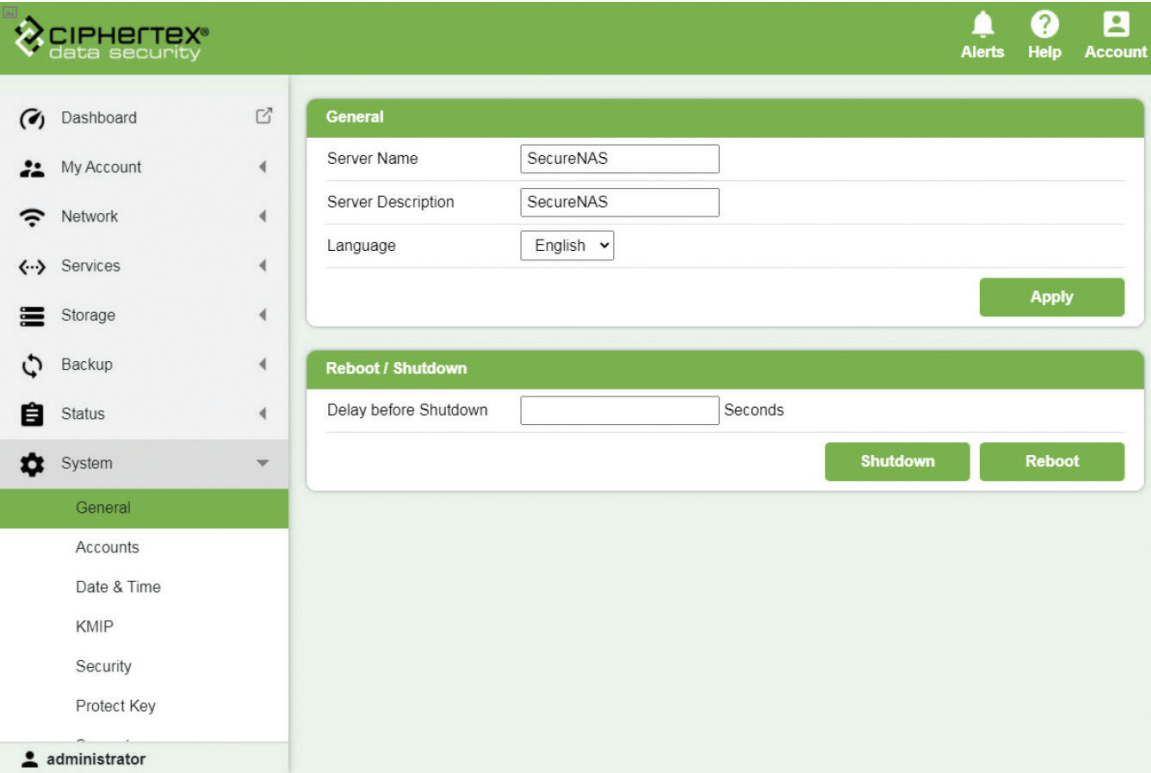 CIPHERTEX®
data security
Alerts Help Account
Dashboard
My Account
Network
Services
Storage
Backup
Status
System
General
Accounts
Date & Time
KMIP
Security
Protect Key
administrator
General
Server Name SecureNAS
Server Description SecureNAS
Language English
Apply
Reboot / Shutdown
Delay before Shutdown Seconds
Shutdown Reboot